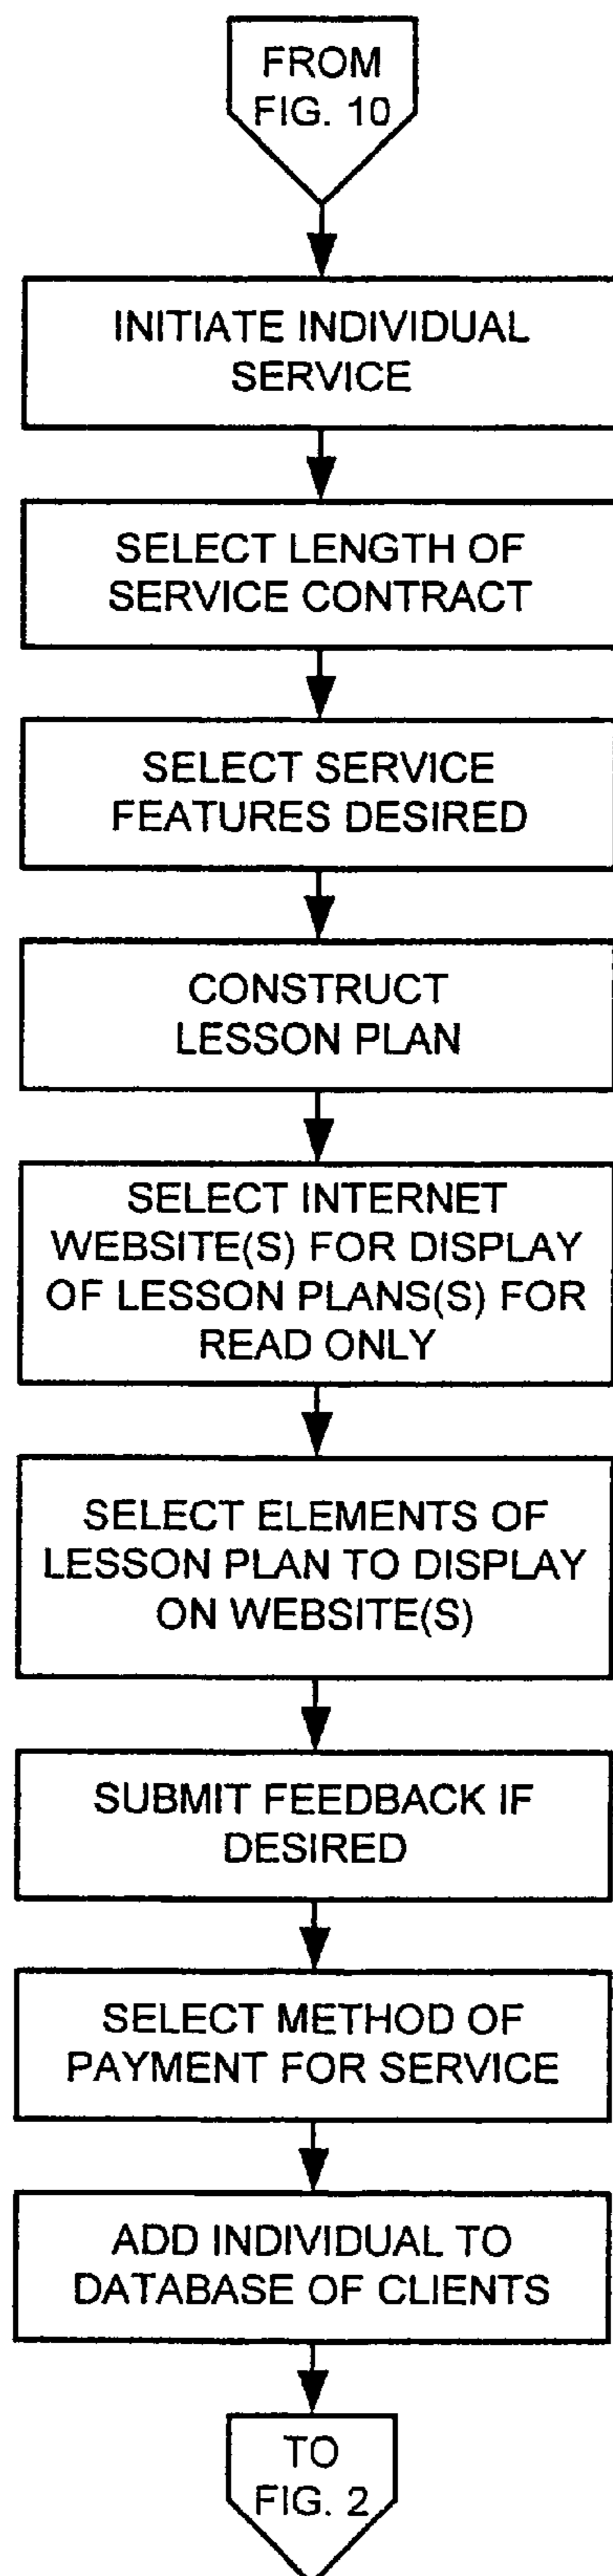 FROM
FIG. 10
INITIATE INDIVIDUAL
SERVICE
SELECT LENGTH OF
SERVICE CONTRACT
SELECT SERVICE
FEATURES DESIRED
CONSTRUCT
LESSON PLAN
SELECT INTERNET
WEBSITE(S) FOR DISPLAY
OF LESSON PLANS(S) FOR
READ ONLY
SELECT ELEMENTS OF
LESSON PLAN TO DISPLAY
ON WEBSITE(S)
SUBMIT FEEDBACK IF
DESIRED
SELECT METHOD OF
PAYMENT FOR SERVICE
ADD INDIVIDUAL TO
DATABASE OF CLIENTS
TO
FIG. 2